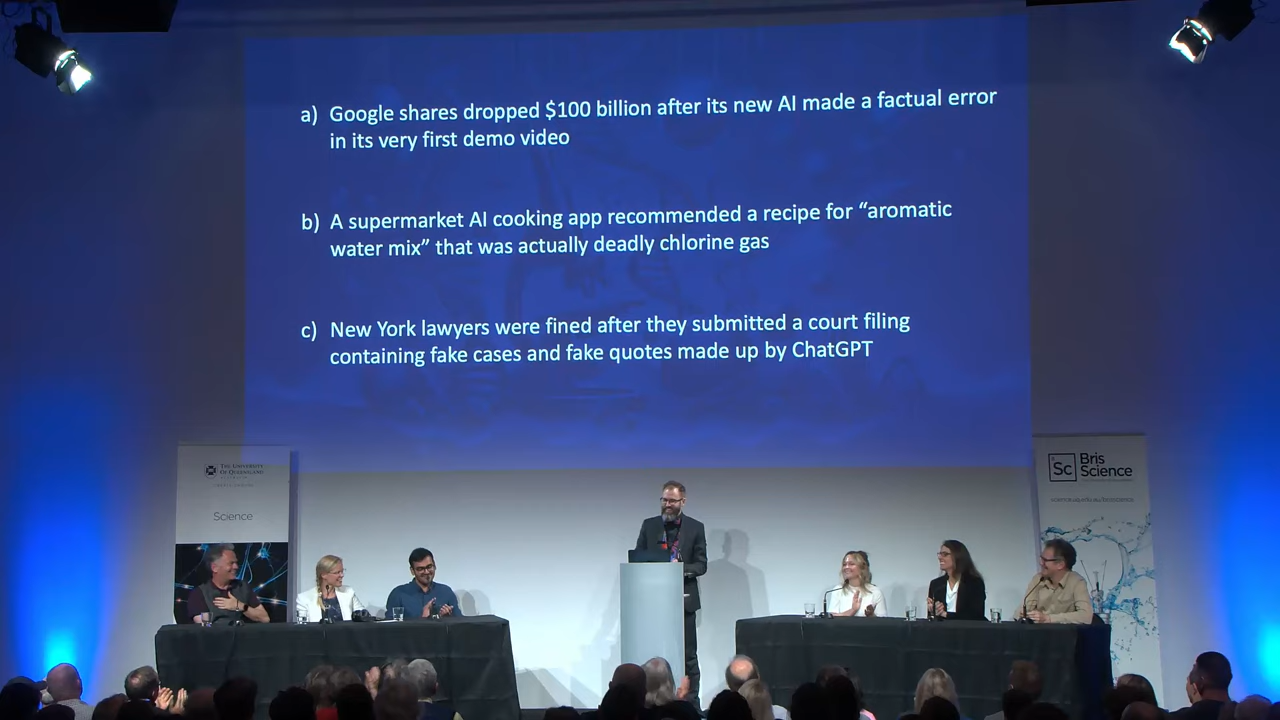 a) Google shares dropped $100 billion after its new AI made a factual error
in its very first demo video
b) A supermarket AI cooking app recommended a recipe for “aromatic
water mix” that was actually deadly chlorine gas
c) New York lawyers were fined after they submitted a court filing
containing fake cases and fake quotes made up by ChatGPT
THE UNIVERSITY
OF QUEENSLAND
Science
Sc
Bris
Science